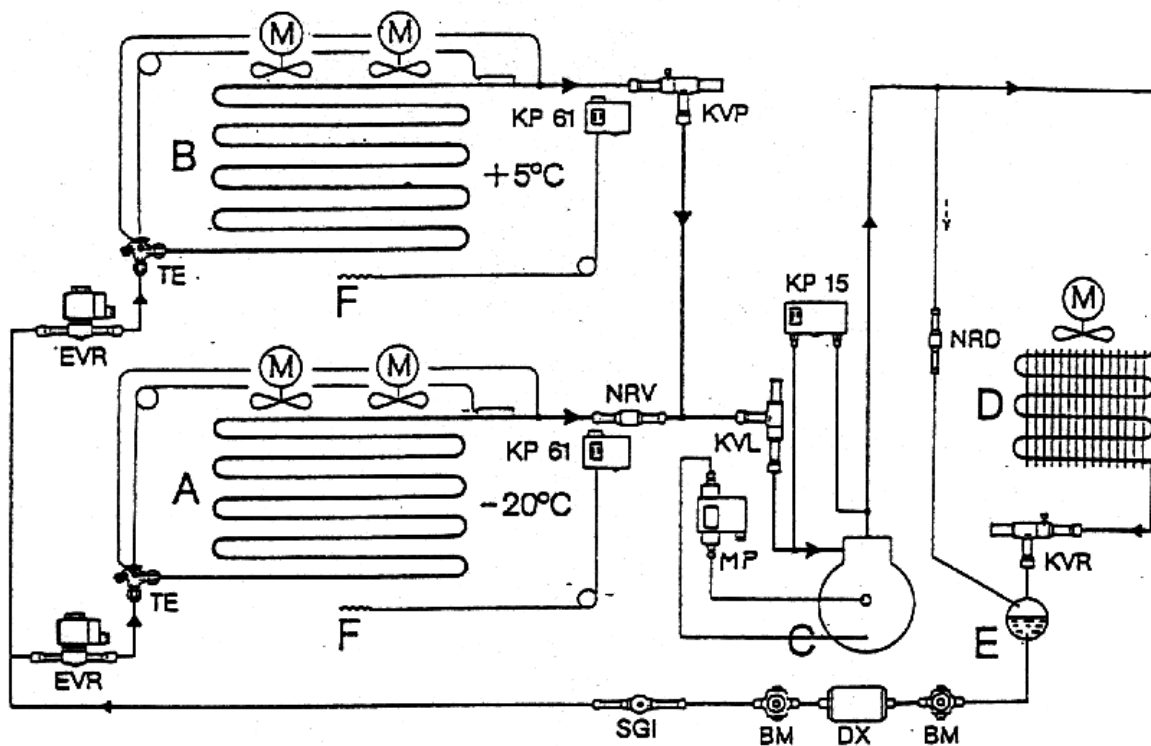 M
M
KP 61
KVP
B
+5°C
TE
F
KP 15
M
EVR
NRD
M
M
NRV
D
KP 61
KVL
A
-20°C
MP
KVR
TE
F
C
E
EVR
SGI
BM
DX
BM